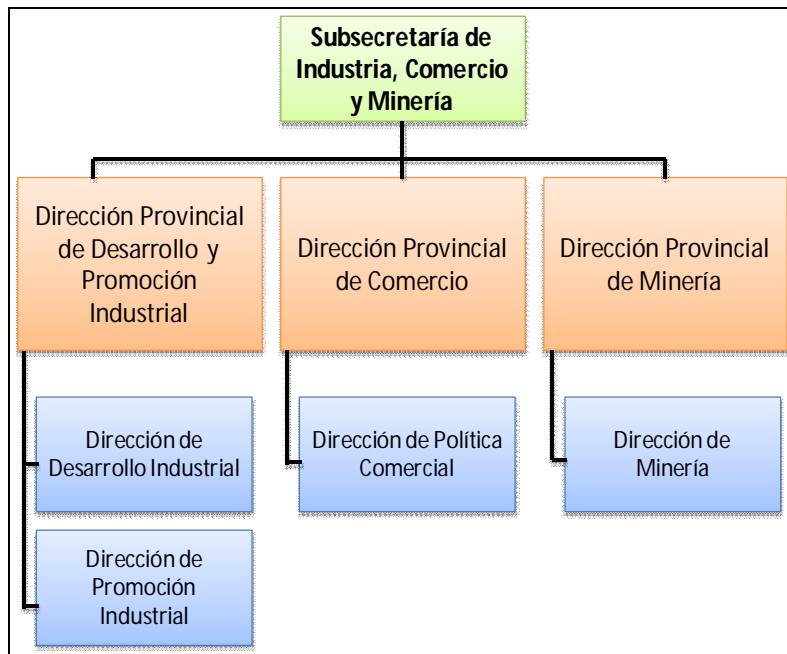 Subsecretaría de
Industria, Comercio
y Minería
Dirección Provincial
de Desarrollo y
Promoción
Industrial
Dirección Provincial
de Comercio
Dirección Provincial
de Minería
Dirección de
Desarrollo Industrial
Dirección de Política
Comercial
Dirección de
Minería
Dirección de
Promoción
Industrial